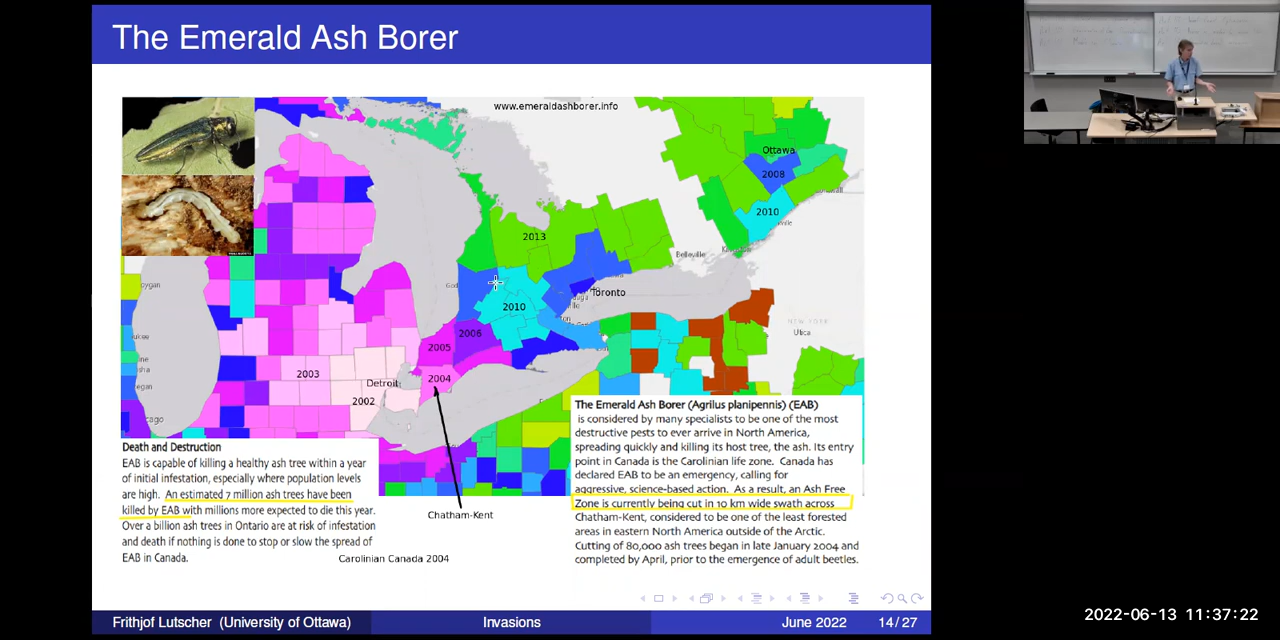 The Emerald Ash Borer
www.emeraldashborer.info
Ottawa
2008
2010
2013
Belleville
Toronto
2010
2006
2005
2004
2003
Detroit
2002
NEW YORK
Utica
Death and Destruction
EAB is capable of killing a healthy ash tree within a year
of initial infestation, especially where population levels
are high. An estimated 7 million ash trees have been
killed by EAB with millions more expected to die this year.
Over a billion ash trees in Ontario are at risk of infestation
and death if nothing is done to stop or slow the spread of
EAB in Canada.
Chatham-Kent
Carolinian Canada 2004
The Emerald Ash Borer (Agrilus planipennis) (EAB)
is considered by many specialists to be one of the most
destructive pests to ever arrive in North America,
spreading quickly and killing its host tree, the ash. Its entry
point in Canada is the Carolinian life zone. Canada has
declared EAB to be an emergency, calling for
aggressive, science-based action. As a result, an Ash Free
Zone is currently being cut in 10 km wide swath across
Chatham-Kent, considered to be one of the least forested
areas in eastern North America outside of the Arctic.
Cutting of 80,000 ash trees began in late January 2004 and
completed by April, prior to the emergence of adult beetles.
Frithjof Lutscher (University of Ottawa)
Invasions
June 2022
14 / 27
2022-06-13 11:37:22